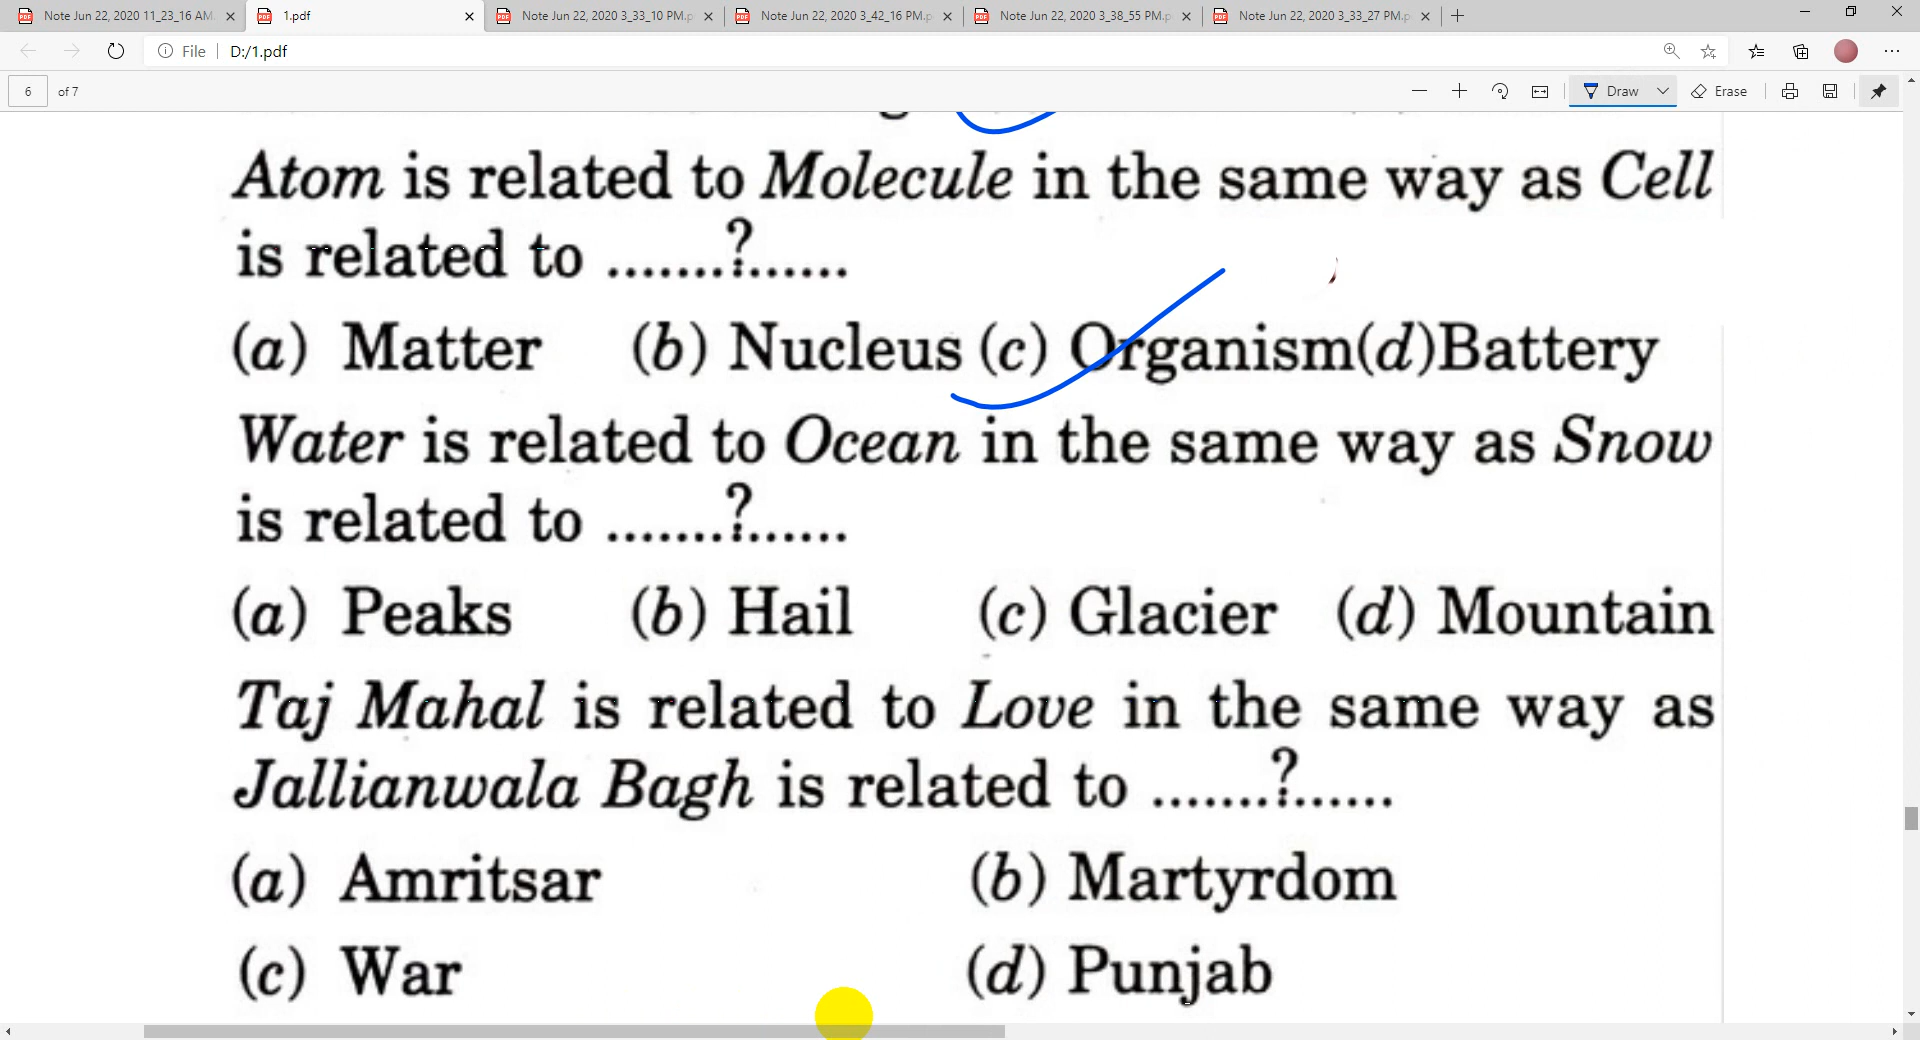 Note Jun 22, 2020 11_23_16 AM. 1.pdf Note Jun 22, 2020 3_33_10 PM.p Note Jun 22, 2020 3_42_16 PM.p Note Jun 22, 2020 3_38_55 PM.p Note Jun 22, 2020 3_33_27 PM.p
File D:/1.pdf
6 of 7 Draw Erase
Atom is related to Molecule in the same way as Cell
is related to .......?......
(a) Matter (b) Nucleus (c) Organism(d)Battery
Water is related to Ocean in the same way as Snow
is related to .......?......
(a) Peaks (b) Hail (c) Glacier (d) Mountain
Taj Mahal is related to Love in the same way as
Jallianwala Bagh is related to .......?......
(a) Amritsar (b) Martyrdom
(c) War (d) Punjab